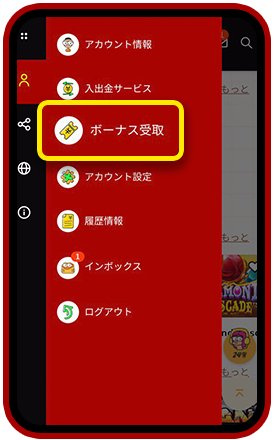 アカウント情報
入出金サービス
もっと
ボーナス受取
アカウント設定
履歴情報
もっと
1
インボックス
ログアウト
24H
もっと